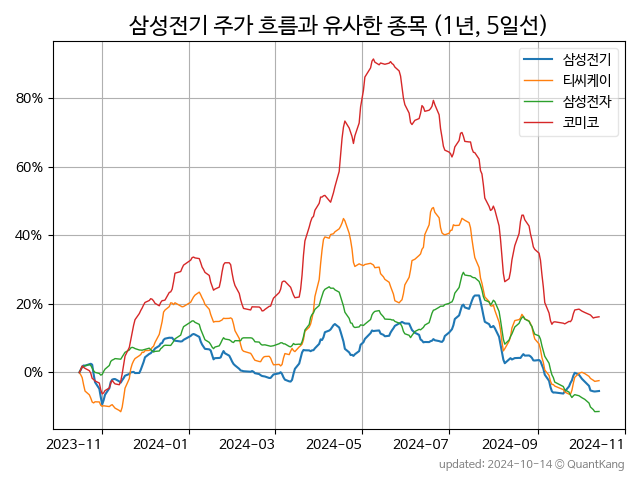 삼성전기 주가 흐름과 유사한 종목 (1년, 5일선)
삼성전기
티씨케이
삼성전자
코미코
80%
60%
40%
20%
0%
2023-11 2024-01 2024-03 2024-05 2024-07 2024-09 2024-11
updated: 2024-10-14 © QuantKang